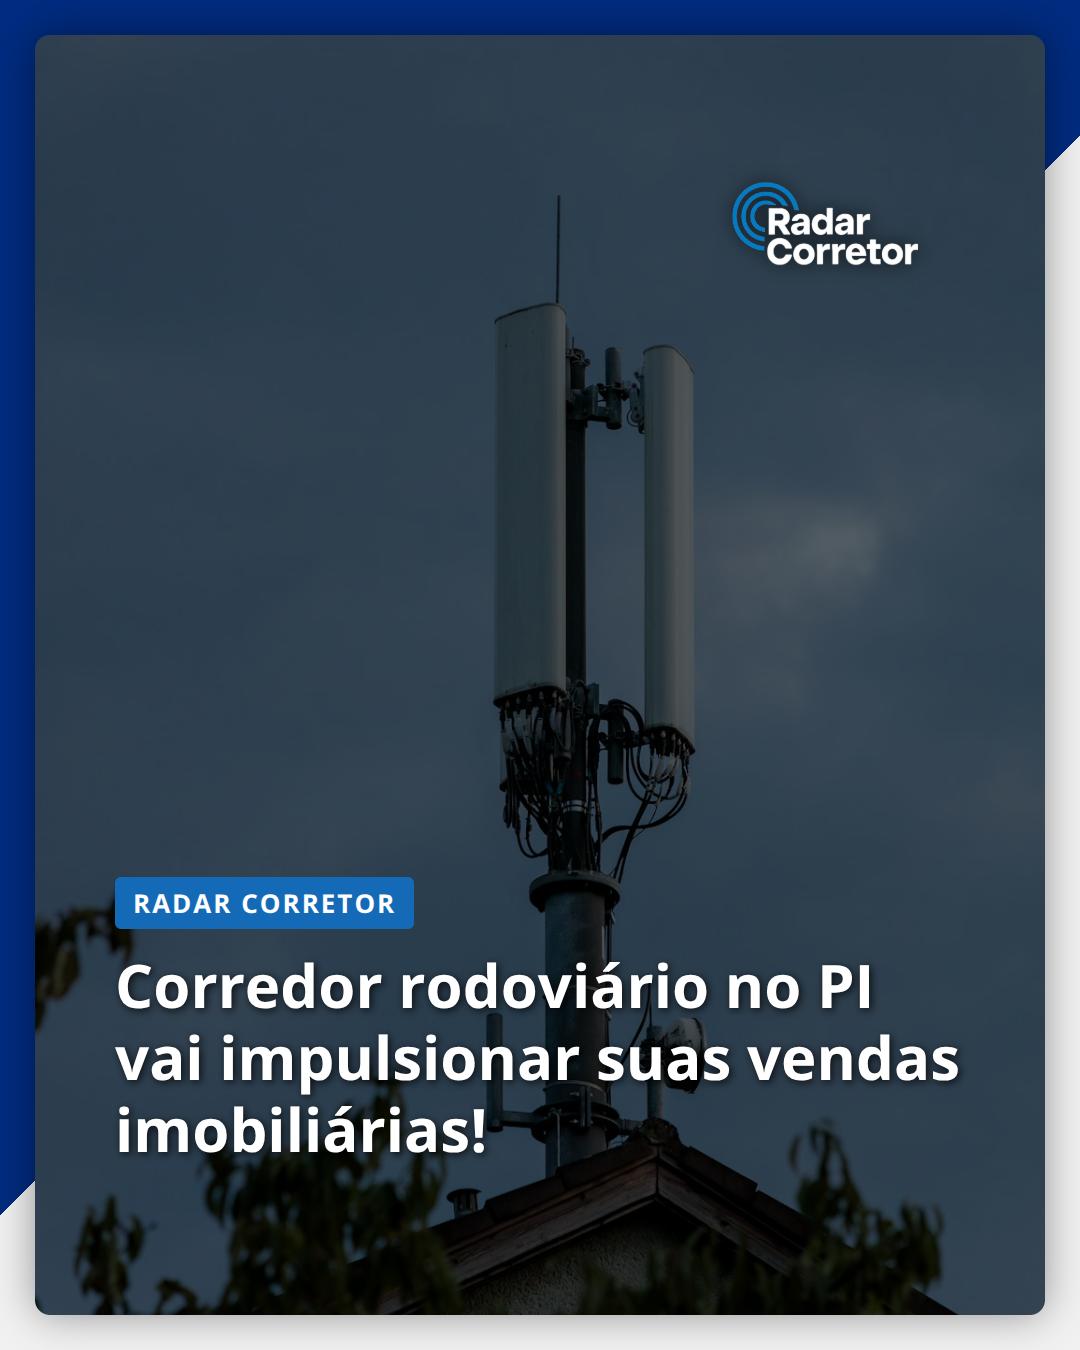 Radar
Corretor
RADAR CORRETOR
Corredor rodoviário no PI
vai impulsionar suas vendas
imobiliárias!